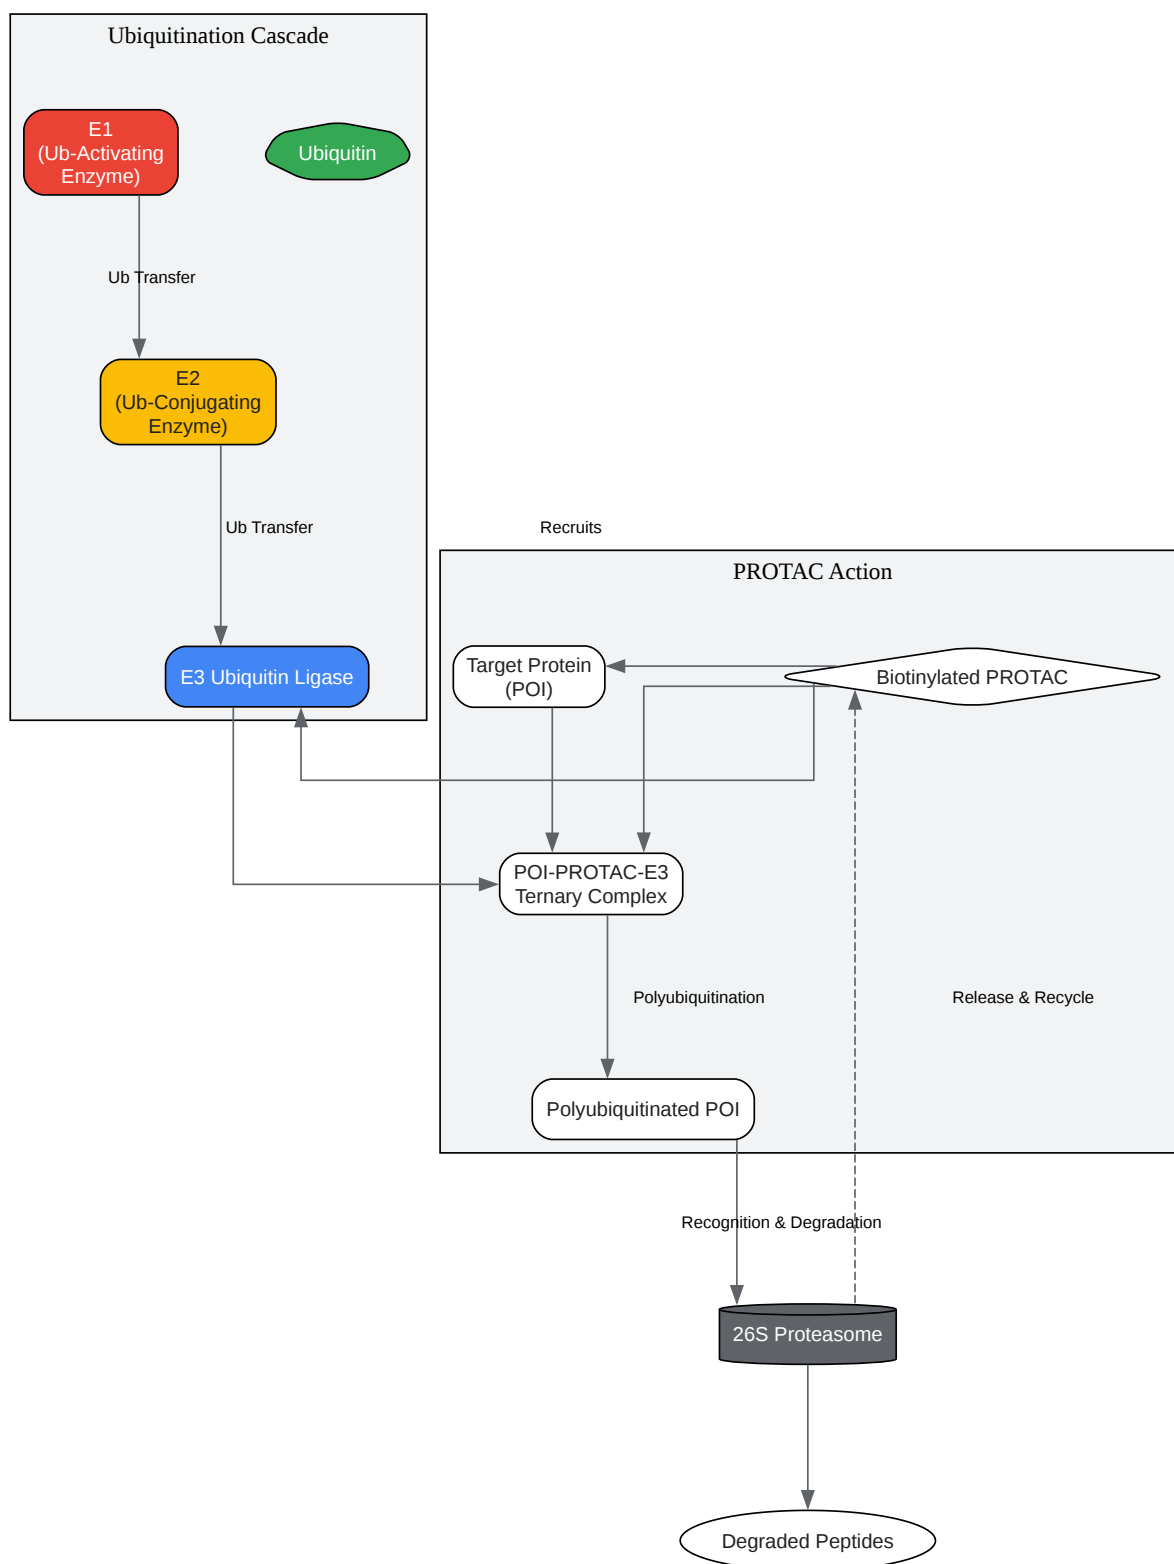 Ubiquitination Cascade
E1
(Ub-Activating
Enzyme)
Ubiquitin
Ub Transfer
E2
(Ub-Conjugating
Enzyme)
Ub Transfer
Recruits
PROTAC Action
E3 Ubiquitin Ligase
Target Protein
(POI)
Biotinylated PROTAC
POI-PROTAC-E3
Ternary Complex
Polyubiquitination
Release & Recycle
Polyubiquitinated POI
Recognition & Degradation
26S Proteasome
Degraded Peptides